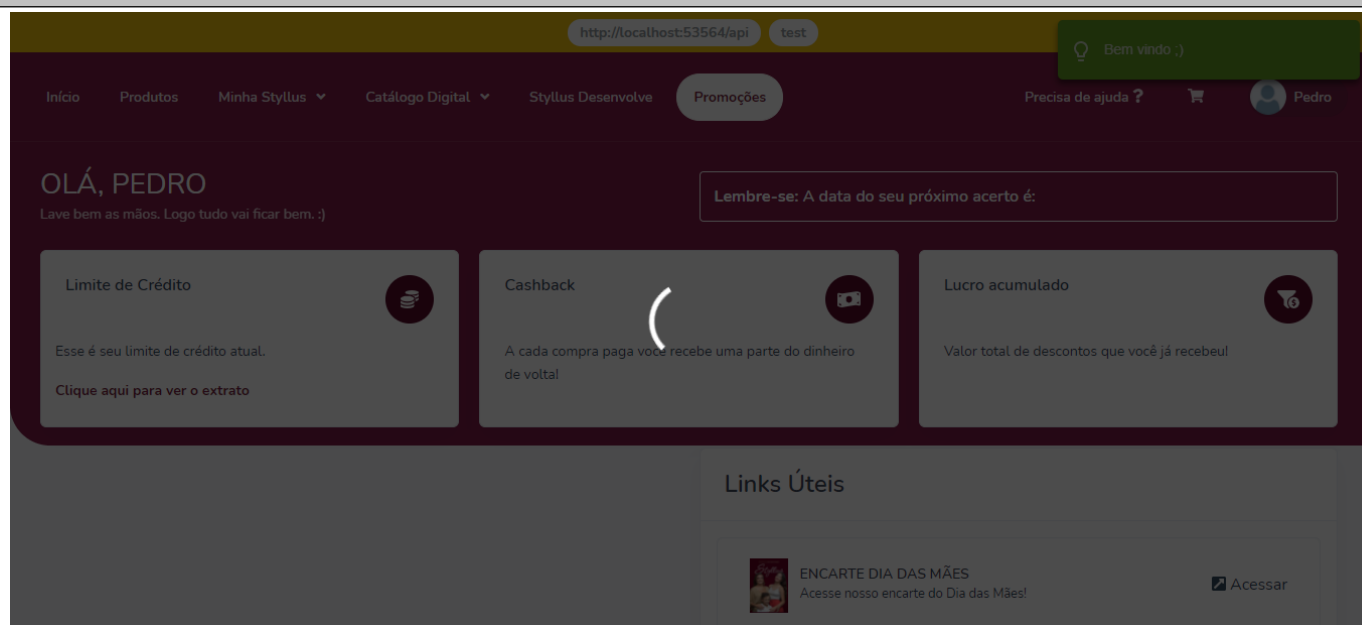 http://localhost:53564/api test
Bem vindo ;)
Início Produtos Minha Styllus Catálogo Digital Styllus Desenvolve Promoções Precisa de ajuda ? Pedro
OLÁ, PEDRO
Lave bem as mãos. Logo tudo vai ficar bem. :)
Lembre-se: A data do seu próximo acerto é:
Limite de Crédito
Esse é seu limite de crédito atual.
Clique aqui para ver o extrato
Cashback
A cada compra paga você recebe uma parte do dinheiro
de volta!
Lucro acumulado
Valor total de descontos que você já recebeu!
Links Úteis
ENCARTE DIA DAS MÃES
Acesse nosso encarte do Dia das Mães!
Acessar